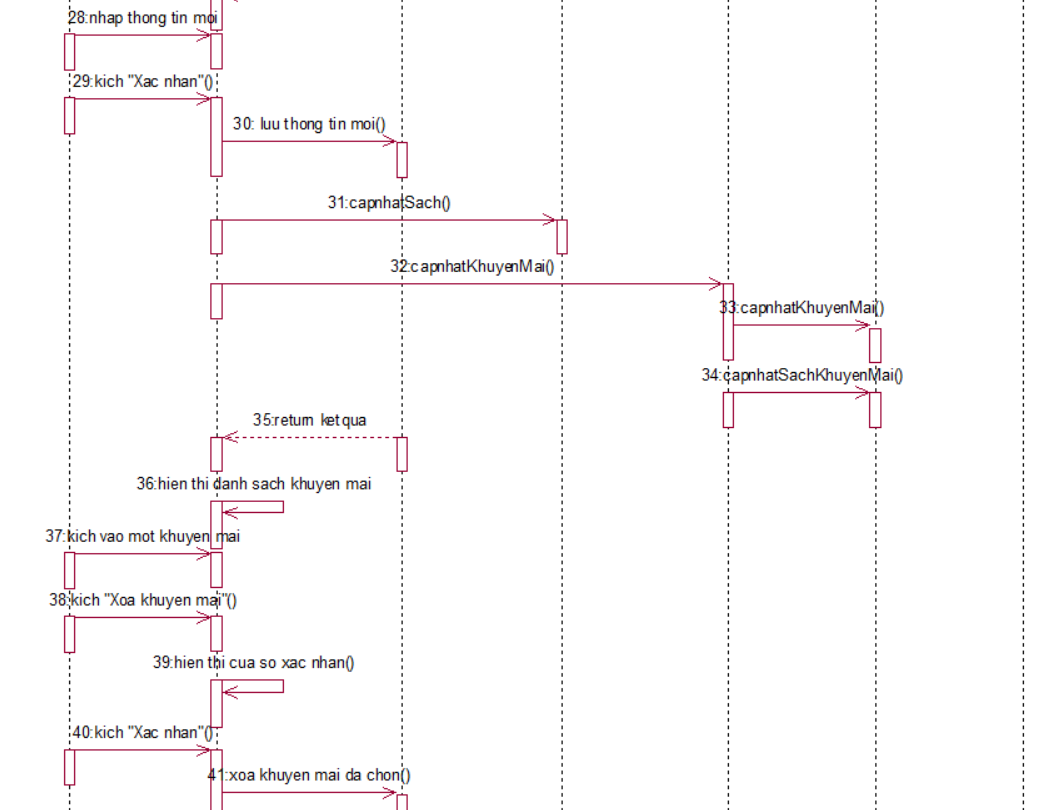 28:nhap thong tin moi
29:kich "Xac nhan"()
30: luu thong tin moi()
31:capnhatSach()
32:capnhatKhuyenMai()
33:capnhatKhuyenMai()
34:capnhatSachKhuyenMai()
35:return ket qua
36:hien thi danh sach khuyen mai
37:kich vao mot khuyen mai
38:kich "Xoa khuyen mai"()
39:hien thi cua so xac nhan()
40:kich "Xac nhan"()
41:xoa khuyen mai da chon()